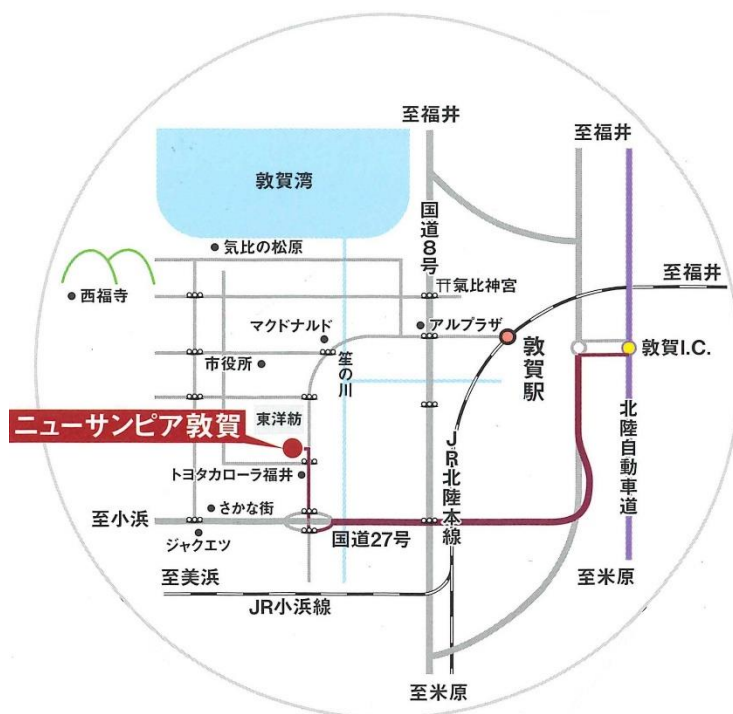 至福井
至福井
敦賀湾
国道8号
気比の松原
至福井
氣比神宮
西福寺
マクドナルド
アルプラザ
笙の川
敦賀駅
敦賀I.C.
市役所
北陸自動車道
東洋紡
ニューサンピア敦賀
JR北陸本線
トヨタカローラ福井
さかな街
至小浜
国道27号
ジャクエツ
至美浜
至米原
JR小浜線
至米原